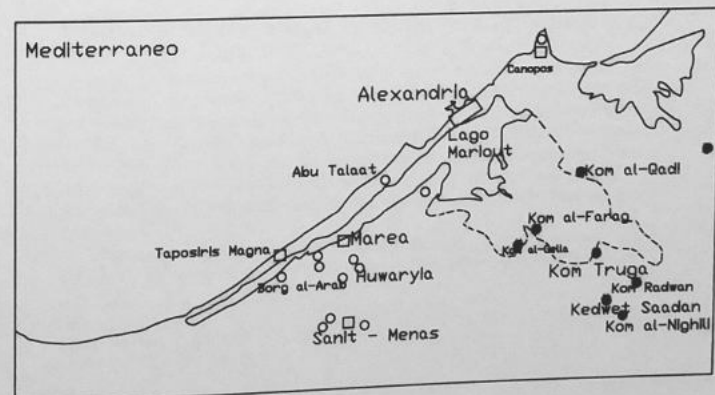 Mediterraneo
Canopos
Alexandria
Lago
Mariout
Abu Talaat
Kom al-Qadi
Kom al-Farag
Taposiris Magna
Marea
Kom Truga
Borg al-Arab
Huwaryia
Kom Radwan
Kedwet Saadan
Kom al-Nighili
Sanit - Menas